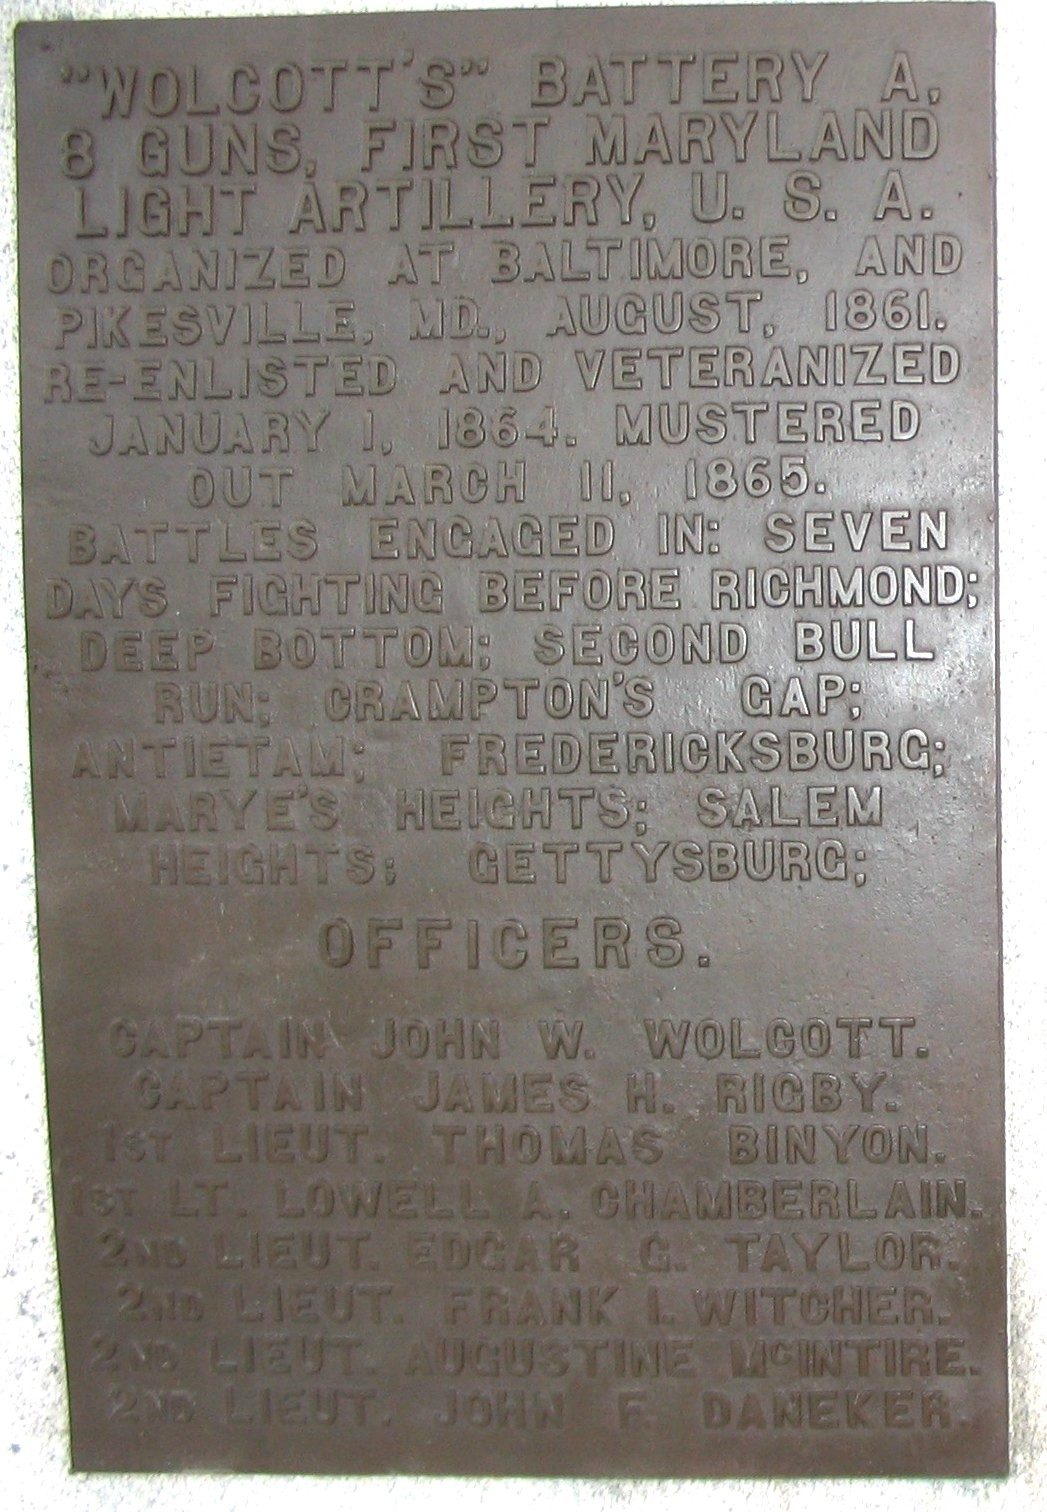 "WOLCOTT'S" BATTERY A,
8 GUNS, FIRST MARYLAND
LIGHT ARTILLERY, U. S. A.
ORGANIZED AT BALTIMORE, AND
PIKESVILLE, MD., AUGUST, 1861.
RE-ENLISTED AND VETERANIZED
JANUARY 1, 1864. MUSTERED
OUT MARCH 11, 1865.
BATTLES ENGAGED IN: SEVEN
DAYS FIGHTING BEFORE RICHMOND;
DEEP BOTTOM; SECOND BULL
RUN; CRAMPTON'S GAP;
ANTIETAM; FREDERICKSBURG;
MARYE'S HEIGHTS; SALEM
HEIGHTS; GETTYSBURG;
OFFICERS.
CAPTAIN JOHN W. WOLCOTT.
CAPTAIN JAMES H. RIGBY.
1ST LIEUT. THOMAS BINYON.
1ST LT. LOWELL A. CHAMBERLAIN.
2ND LIEUT. EDGAR G. TAYLOR.
2ND LIEUT. FRANK I. WITCHER.
2ND LIEUT. AUGUSTINE McINTIRE.
2ND LIEUT. JOHN F. DANEKER.